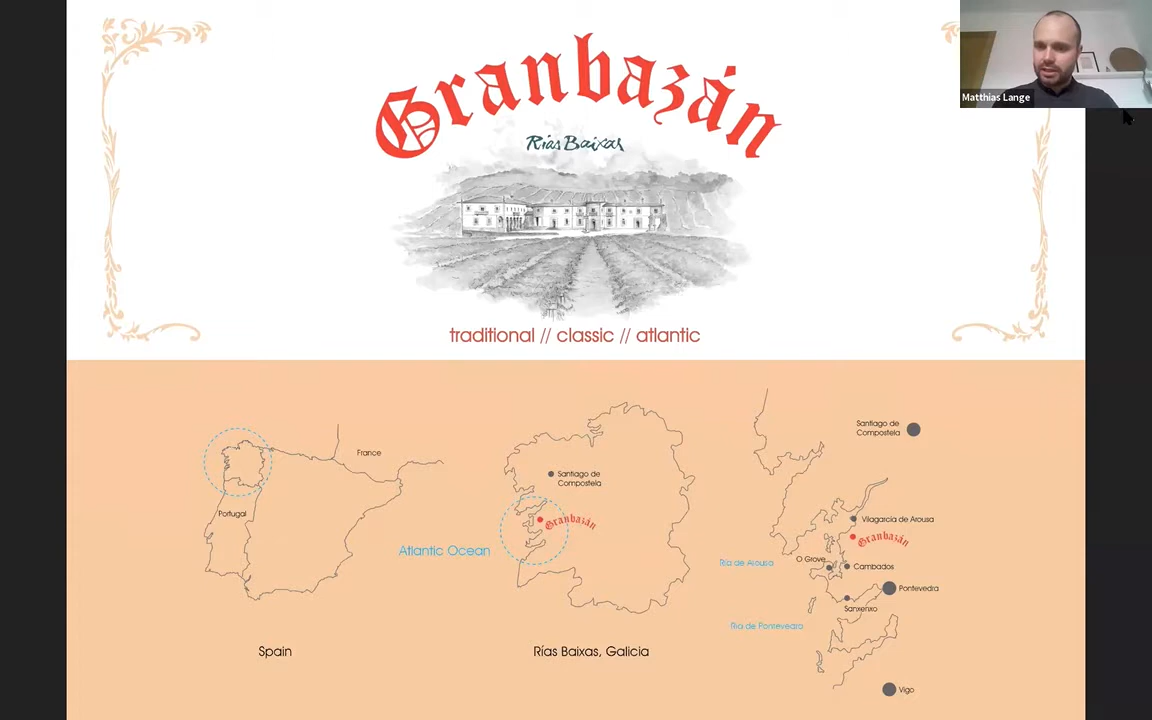 Granbazán
Rías Baixas
traditional // classic // atlantic
Matthias Lange
France
Portugal
Spain
Santiago de
Compostela
Granbazán
Atlantic Ocean
Rías Baixas, Galicia
Santiago de
Compostela
Vilagarcía de Arousa
Granbazán
Ría de Arousa
O Grove
Cambados
Pontevedra
Sanxenxo
Ría de Pontevedra
Vigo